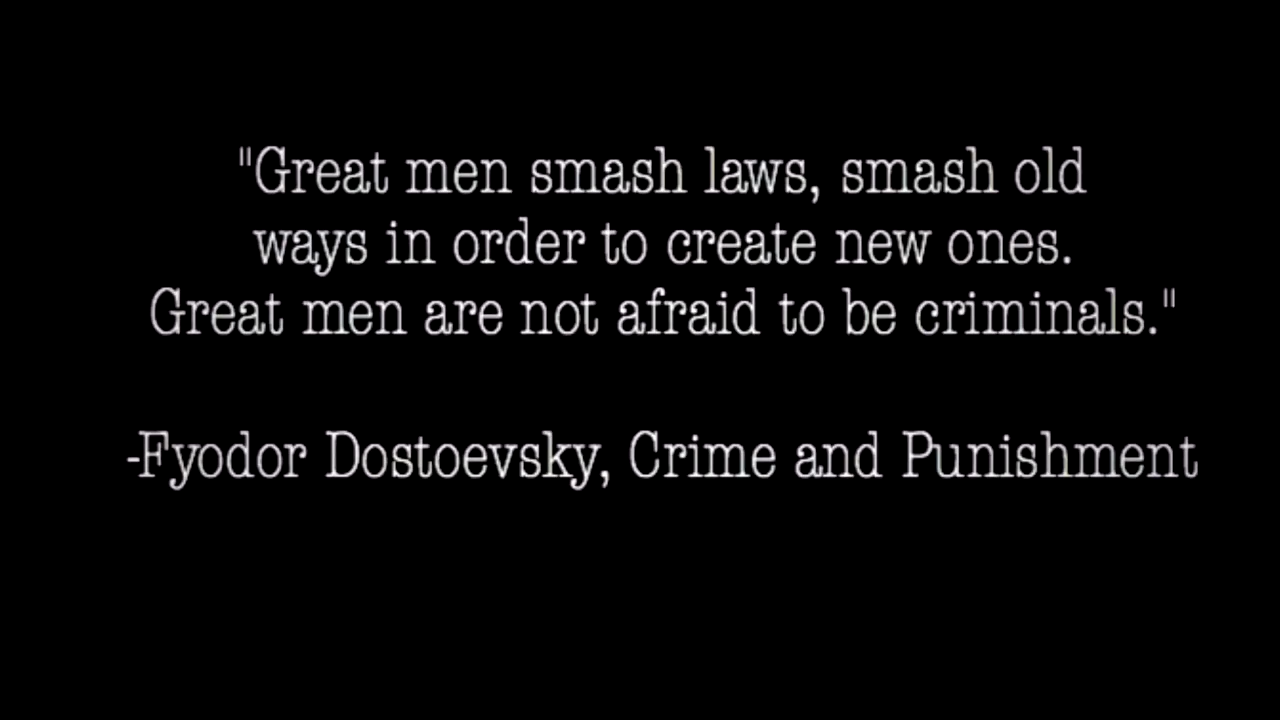 "Great men smash laws, smash old
ways in order to create new ones.
Great men are not afraid to be criminals."
-Fyodor Dostoevsky, Crime and Punishment